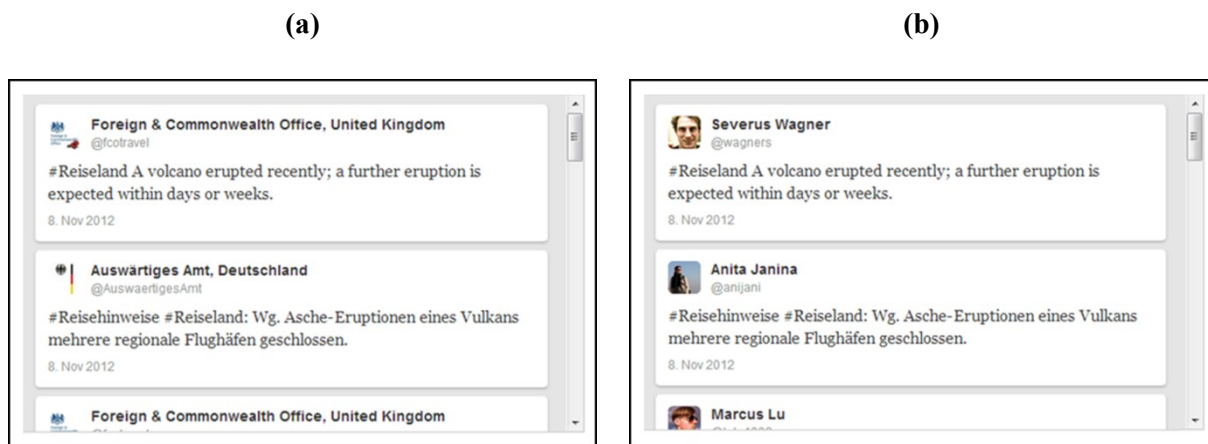 (a)
Foreign & Commonwealth Office, United Kingdom
@fcotravel
#Reiseland A volcano erupted recently; a further eruption is
expected within days or weeks.
8. Nov 2012
Auswärtiges Amt, Deutschland
@AuswaertigesAmt
#Reisehinweise #Reiseland: Wg. Asche-Eruptionen eines Vulkans
mehrere regionale Flughäfen geschlossen.
8. Nov 2012
Foreign & Commonwealth Office, United Kingdom
(b)
Severus Wagner
@wagners
#Reiseland A volcano erupted recently; a further eruption is
expected within days or weeks.
8. Nov 2012
Anita Janina
@anijani
#Reisehinweise #Reiseland: Wg. Asche-Eruptionen eines Vulkans
mehrere regionale Flughäfen geschlossen.
8. Nov 2012
Marcus Lu